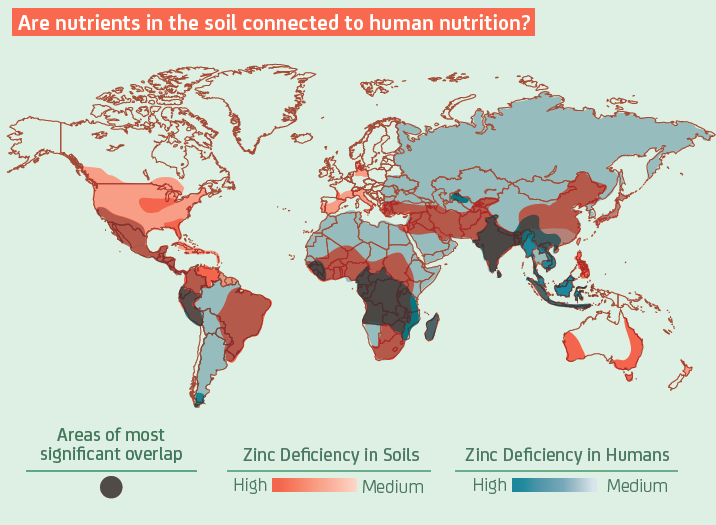 Are nutrients in the soil connected to human nutrition?
Areas of most
significant overlap
Zinc Deficiency in Soils
High Medium
Zinc Deficiency in Humans
High Medium